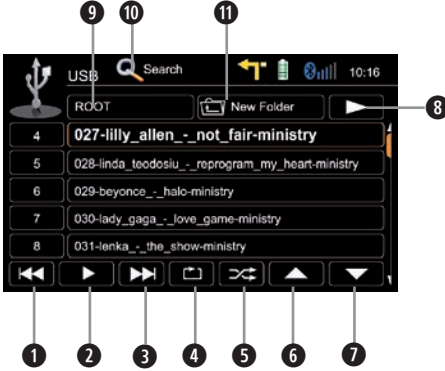 9 10 11
USB Search 10:16
ROOT New Folder 8
4 027-lilly_allen_-_not_fair-ministry
5 028-linda_teodosiu_-_reprogram_my_heart-ministry
6 029-beyonce_-_halo-ministry
7 030-lady_gaga_-_love_game-ministry
8 031-lenka_-_the_show-ministry
1 2 3 4 5 6 7